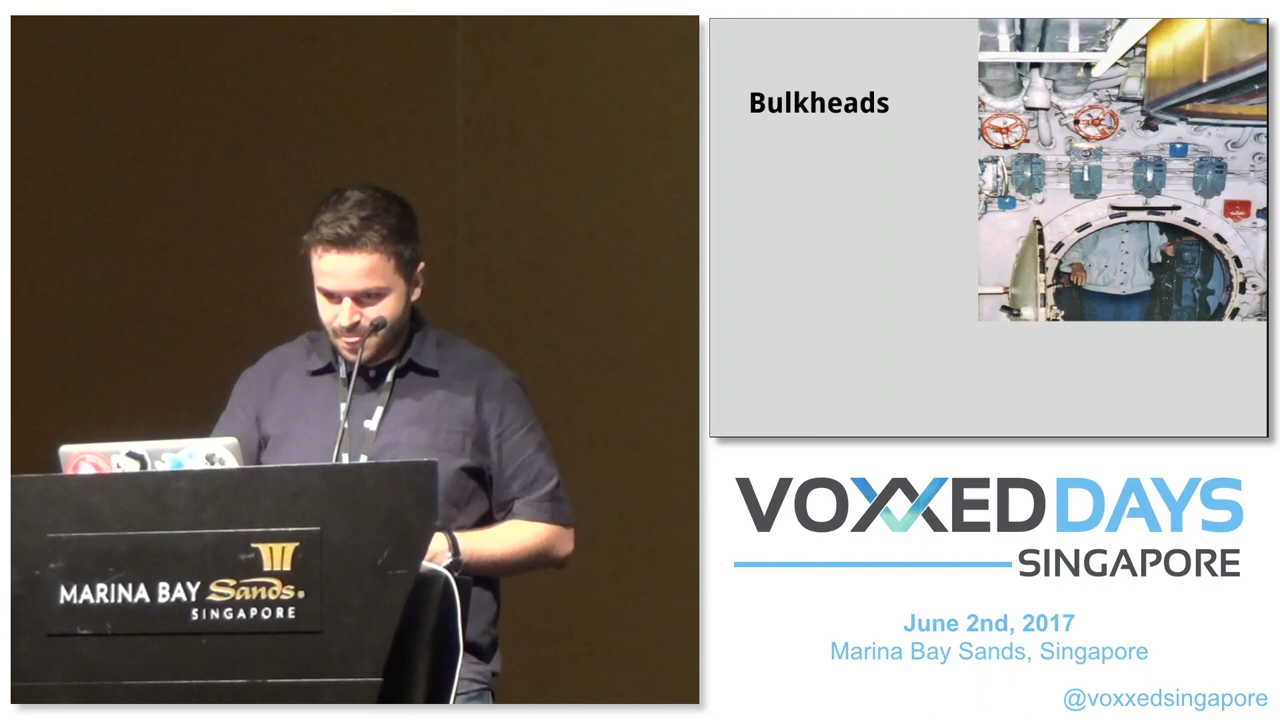 Bulkheads
MARINA BAY Sands.
SINGAPORE
VOXXED DAYS
SINGAPORE
June 2nd, 2017
Marina Bay Sands, Singapore
@voxxedsingapore